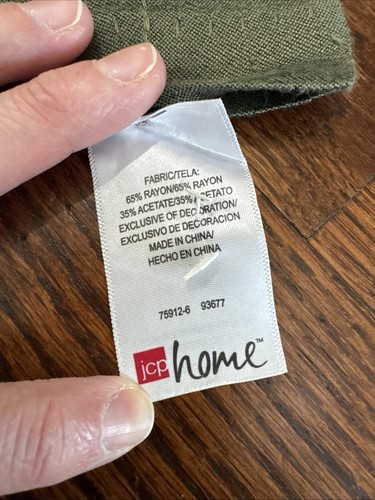 FABRIC/TELA:
65% RAYON/65% RAYON
35% ACETATE/35% ACETATO
EXCLUSIVE OF DECORATION/
EXCLUSIVO DE DECORACION
MADE IN CHINA/
HECHO EN CHINA
75912-6 93677
jcp home™